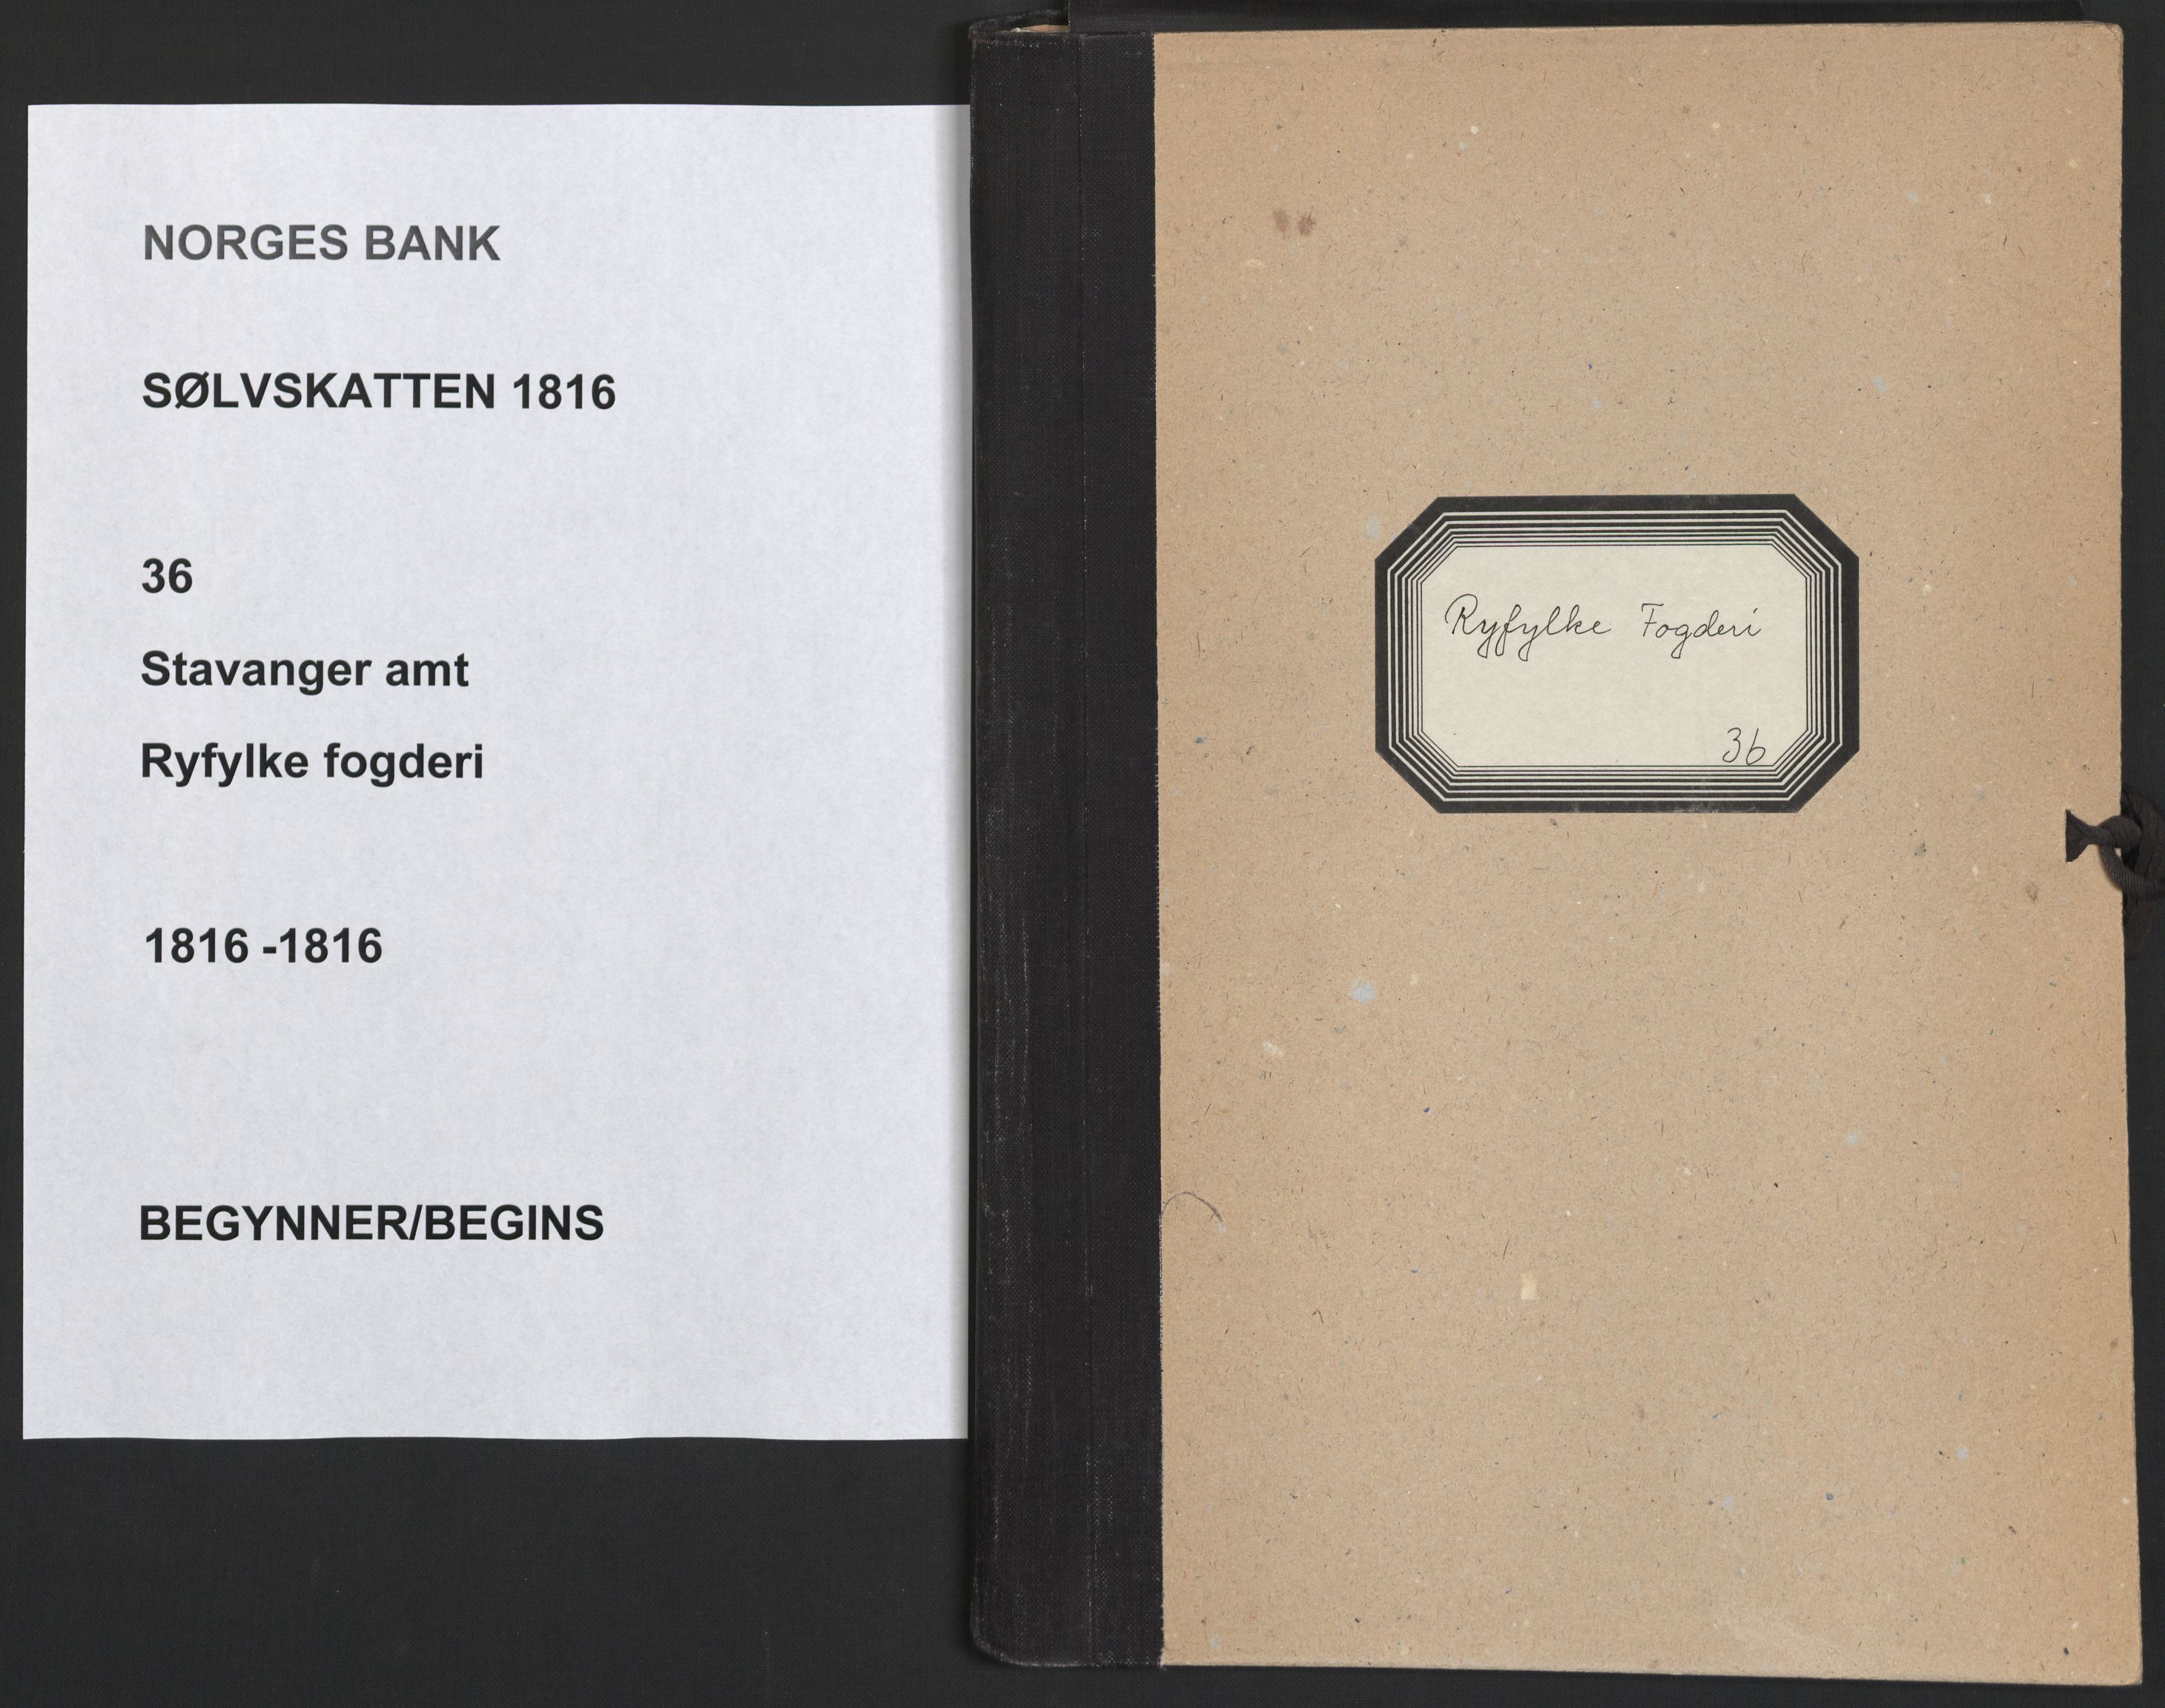 NORGES BANK
SØLVSKATTEN 1816
36
Stavanger amt
Ryfylke fogderi
1816 -1816
BEGYNNER/BEGINS
Ryfylke Fogderi
36